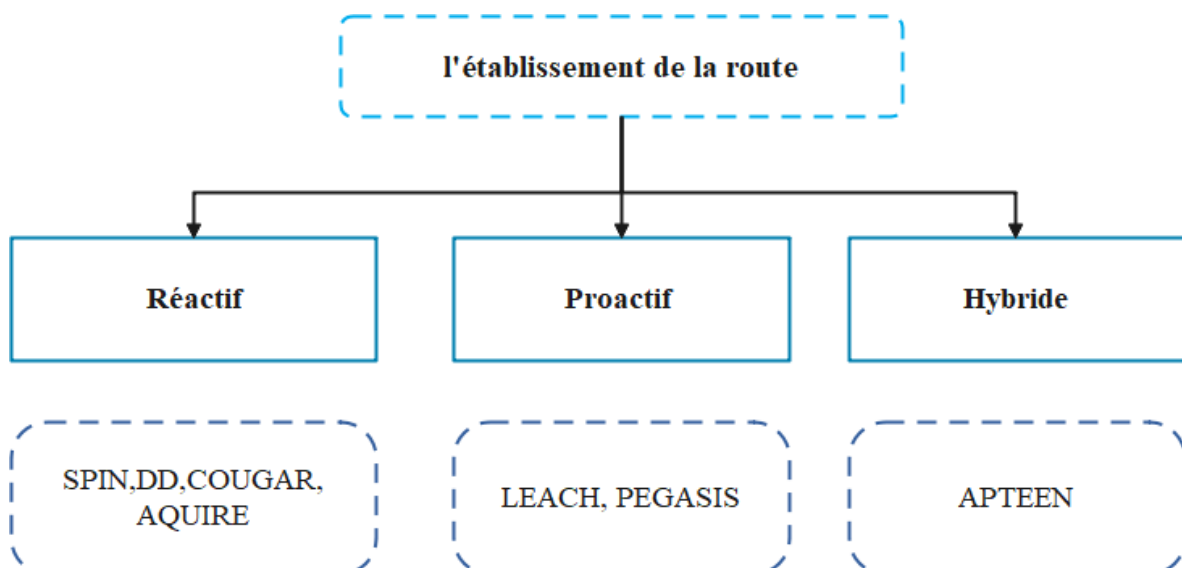 l'établissement de la route
Réactif
Proactif
Hybride
SPIN,DD,COUGAR,
AQUIRE
LEACH, PEGASIS
APTEEN